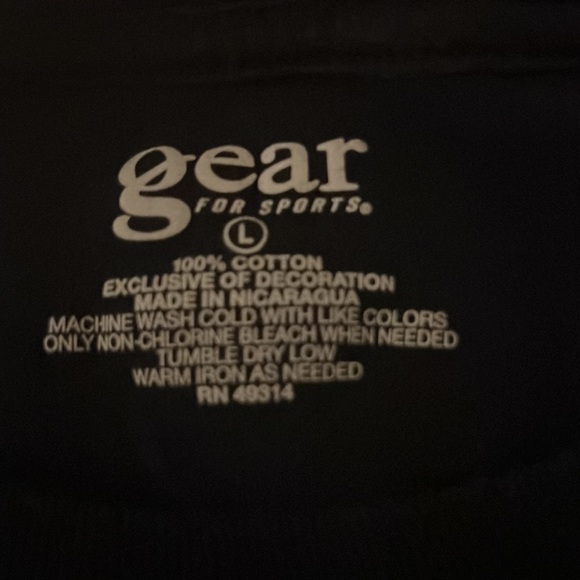 gear
FOR SPORTS®
L
100% COTTON
EXCLUSIVE OF DECORATION
MADE IN NICARAGUA
MACHINE WASH COLD WITH LIKE COLORS
ONLY NON-CHLORINE BLEACH WHEN NEEDED
TUMBLE DRY LOW
WARM IRON AS NEEDED
RN 49314